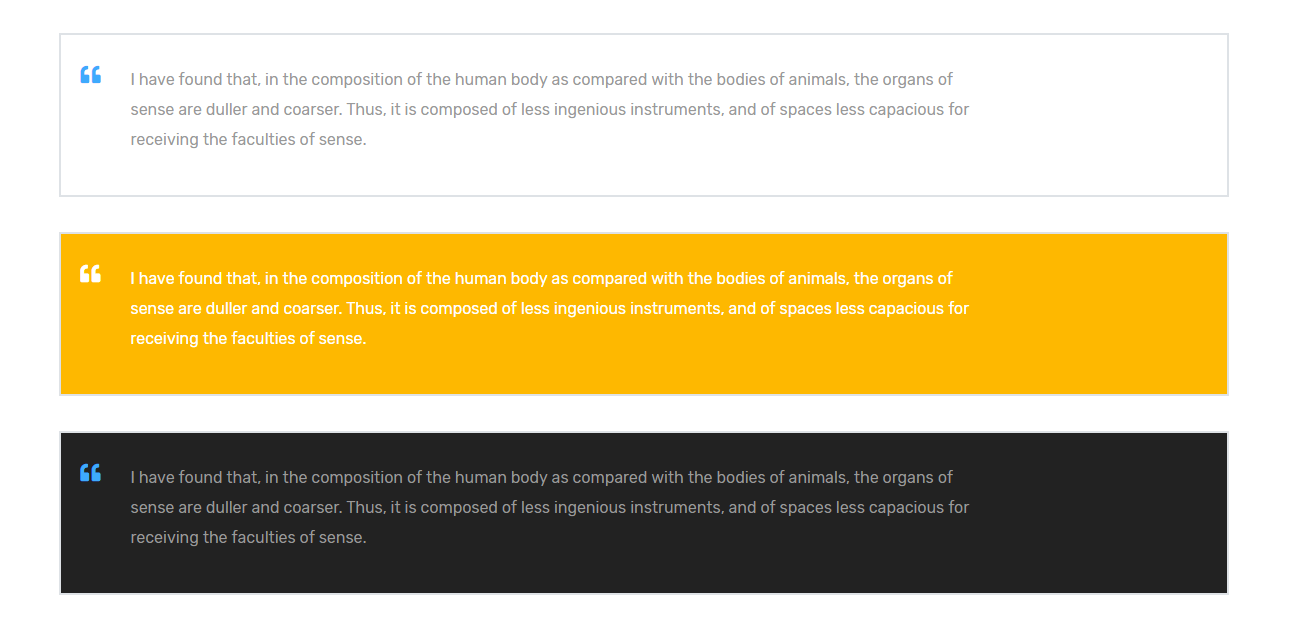 “ I have found that, in the composition of the human body as compared with the bodies of animals, the organs of
sense are duller and coarser. Thus, it is composed of less ingenious instruments, and of spaces less capacious for
receiving the faculties of sense.
“ I have found that, in the composition of the human body as compared with the bodies of animals, the organs of
sense are duller and coarser. Thus, it is composed of less ingenious instruments, and of spaces less capacious for
receiving the faculties of sense.
“ I have found that, in the composition of the human body as compared with the bodies of animals, the organs of
sense are duller and coarser. Thus, it is composed of less ingenious instruments, and of spaces less capacious for
receiving the faculties of sense.